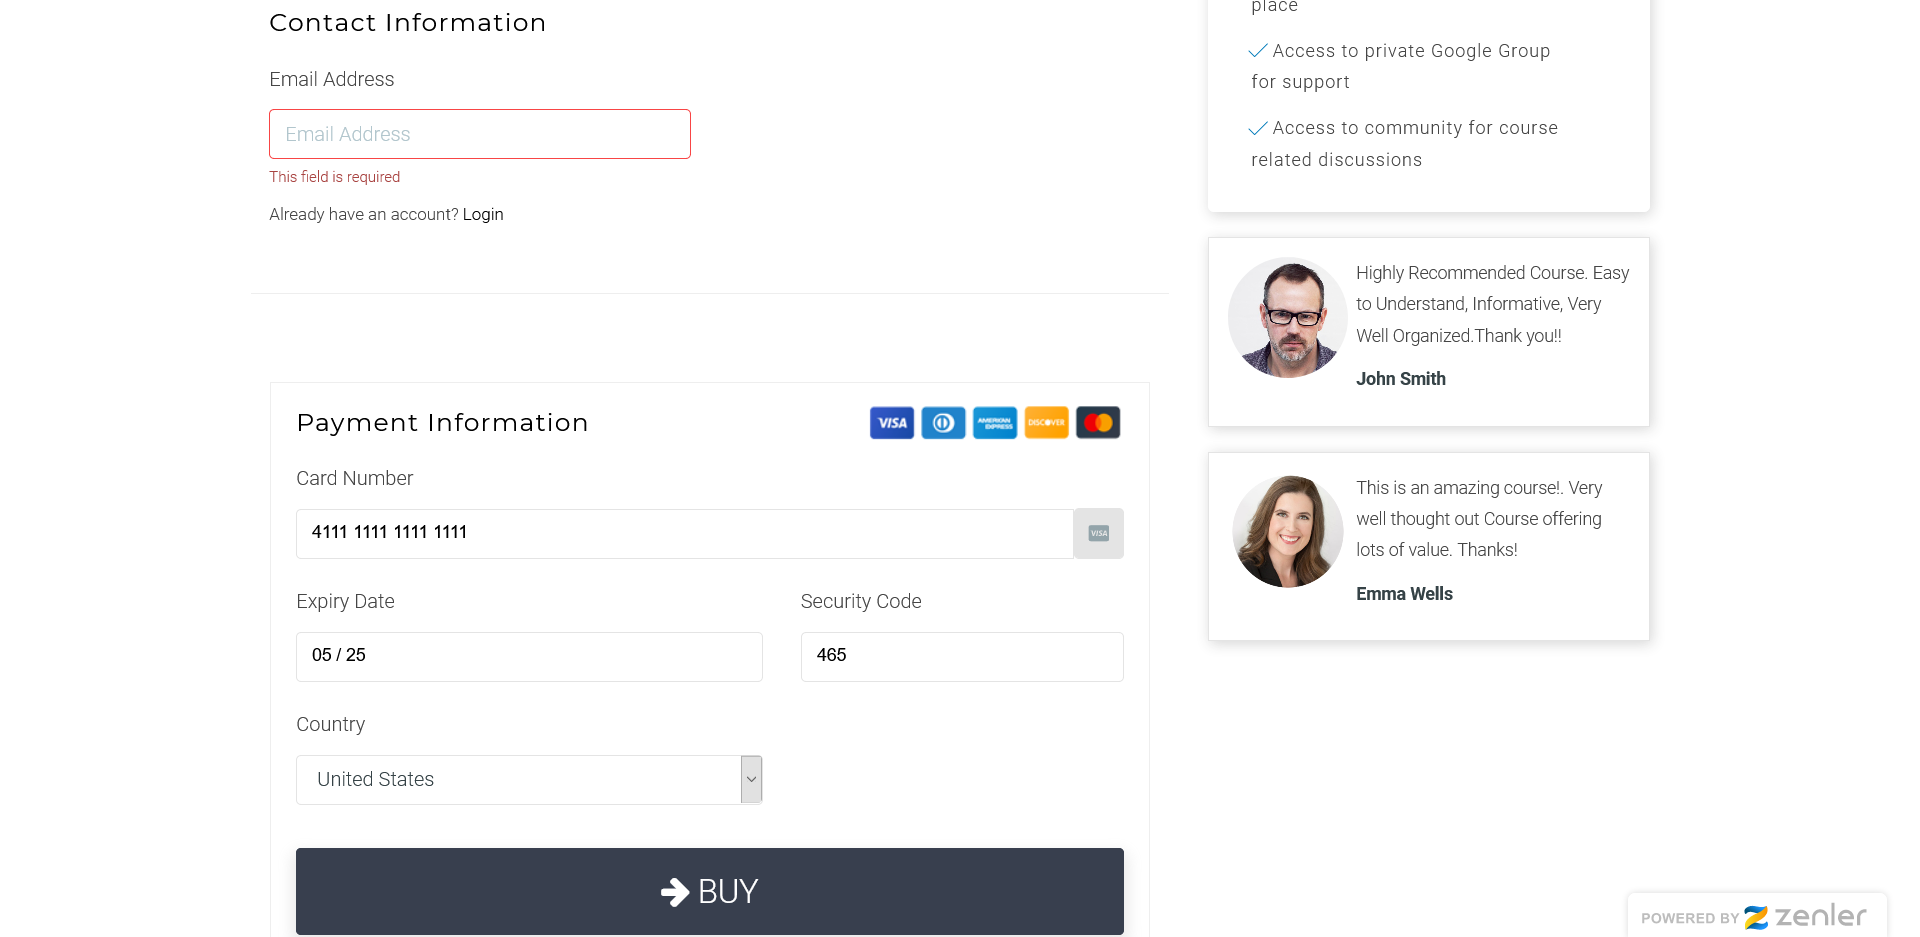 Contact Information
Email Address
Email Address
This field is required
Already have an account? Login
Payment Information
VISA
AMERICAN
EXPRESS
DISCOVER
Card Number
4111 1111 1111 1111
VISA
Expiry Date
Security Code
05 / 25
465
Country
United States
BUY
place
Access to private Google Group
for support
Access to community for course
related discussions
Highly Recommended Course. Easy
to Understand, Informative, Very
Well Organized.Thank you!!
John Smith
This is an amazing course!. Very
well thought out Course offering
lots of value. Thanks!
Emma Wells
POWERED BY zenler